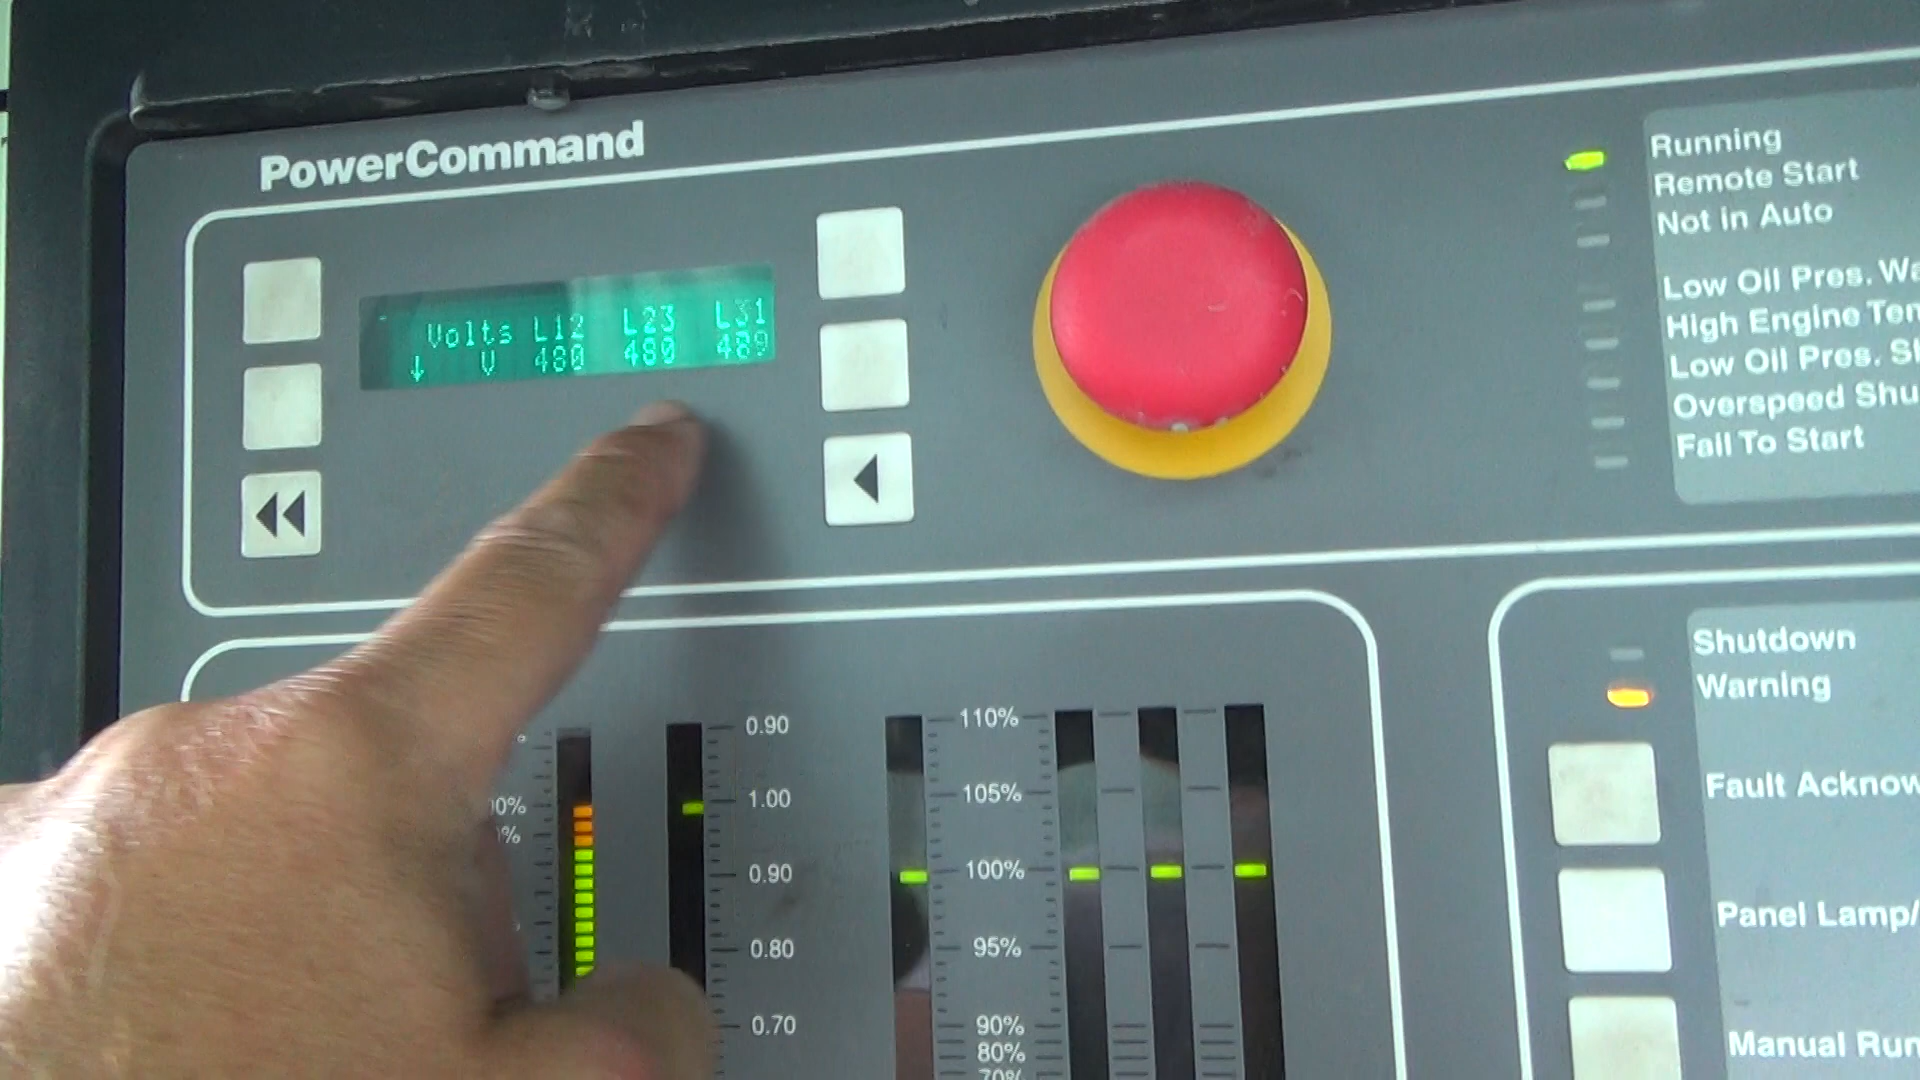 PowerCommand
Volts L12 L23 L31
↓ V 480 480 489
Running
Remote Start
Not in Auto
Low Oil Pres. Wa
High Engine Tem
Low Oil Pres. Sh
Overspeed Shu
Fail To Start
Shutdown
Warning
Fault Acknow
Panel Lamp/
Manual Run
0.90
1.00
0.90
0.80
0.70
110%
105%
100%
95%
90%
80%
70%